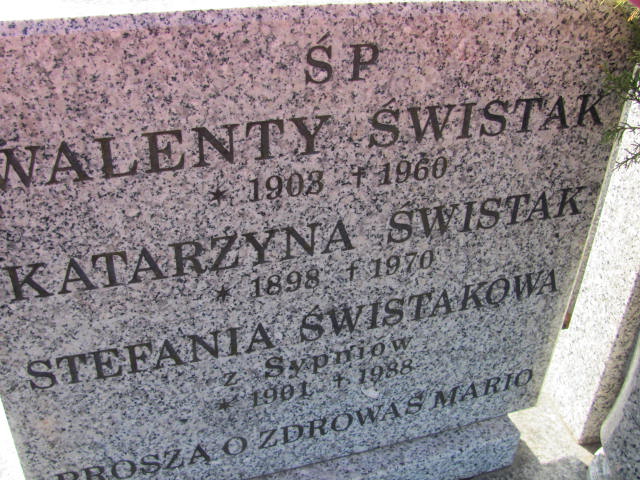 ŚP
WALENTY ŚWISTAK
* 1903 † 1960
KATARZYNA ŚWISTAK
* 1898 † 1970
STEFANIA ŚWISTAKOWA
z Sypniów
* 1901 † 1988
PROSZĄ O ZDROWAŚ MARIO